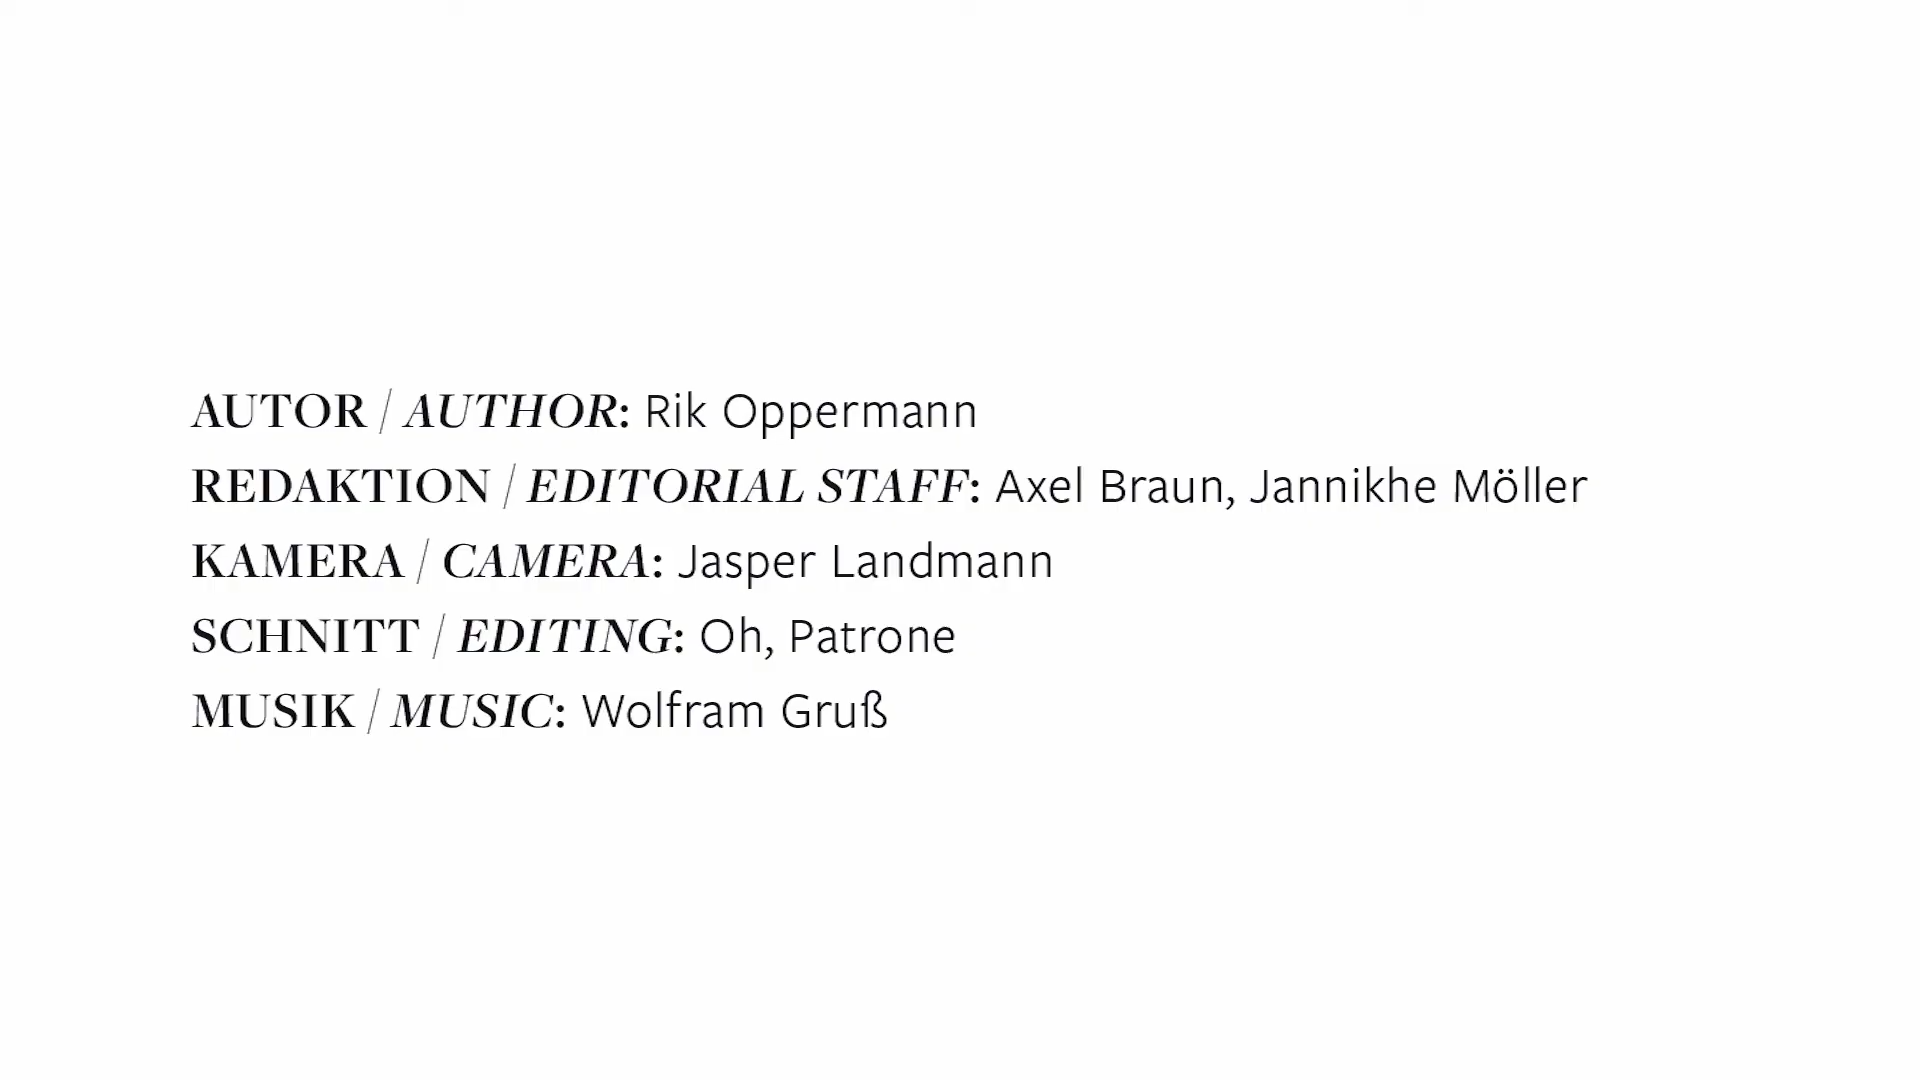 AUTOR / AUTHOR: Rik Oppermann
REDAKTION / EDITORIAL STAFF: Axel Braun, Jannikhe Möller
KAMERA / CAMERA: Jasper Landmann
SCHNITT / EDITING: Oh, Patrone
MUSIK / MUSIC: Wolfram Gruß